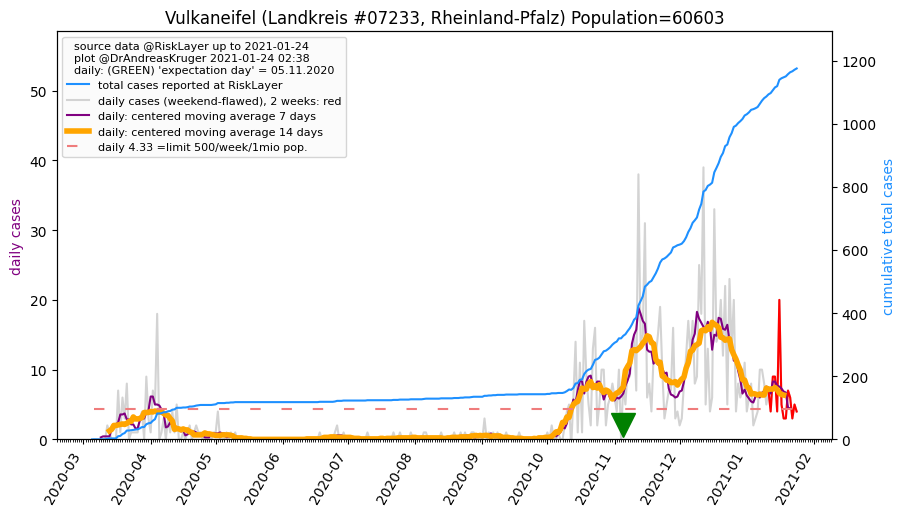 Vulkaneifel (Landkreis #07233, Rheinland-Pfalz) Population=60603
source data @RiskLayer up to 2021-01-24
plot @DrAndreasKruger 2021-01-24 02:38
daily: (GREEN) 'expectation day' = 05.11.2020
total cases reported at RiskLayer
daily cases (weekend-flawed), 2 weeks: red
daily: centered moving average 7 days
daily: centered moving average 14 days
daily 4.33 =limit 500/week/1mio pop.
daily cases
50
40
30
20
10
0
cumulative total cases
1200
1000
800
600
400
200
0
2020-03
2020-04
2020-05
2020-06
2020-07
2020-08
2020-09
2020-10
2020-11
2020-12
2021-01
2021-02